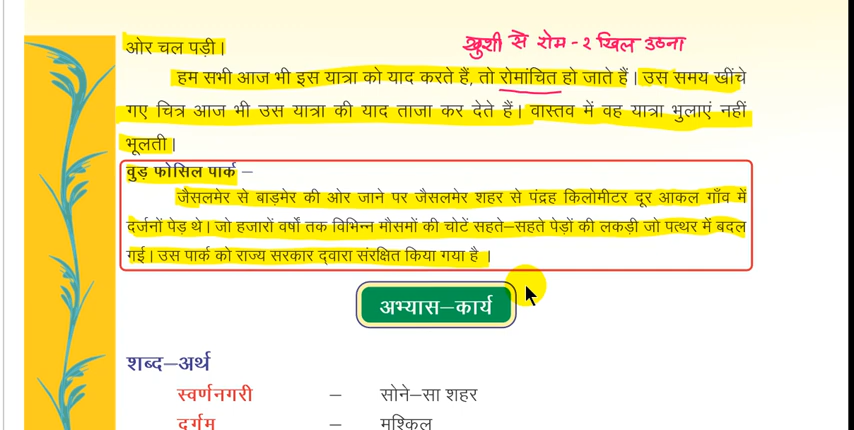 ओर चल पड़ी।
खुशी से रोम-२ खिल उठना
हम सभी आज भी इस यात्रा को याद करते हैं, तो रोमांचित हो जाते हैं। उस समय खींचे
गए चित्र आज भी उस यात्रा की याद ताजा कर देते हैं। वास्तव में वह यात्रा भुलाएं नहीं
भूलती।
वुड़ फोसिल पार्क –
जैसलमेर से बाड़मेर की ओर जाने पर जैसलमेर शहर से पंद्रह किलोमीटर दूर आकल गाँव में
दर्जनों पेड़ थे। जो हजारों वर्षों तक विभिन्न मौसमों की चोटें सहते–सहते पेड़ों की लकड़ी जो पत्थर में बदल
गई। उस पार्क को राज्य सरकार द्वारा संरक्षित किया गया है ।
अभ्यास–कार्य
शब्द–अर्थ
स्वर्णनगरी – सोने–सा शहर
दुर्गम – मुश्किल